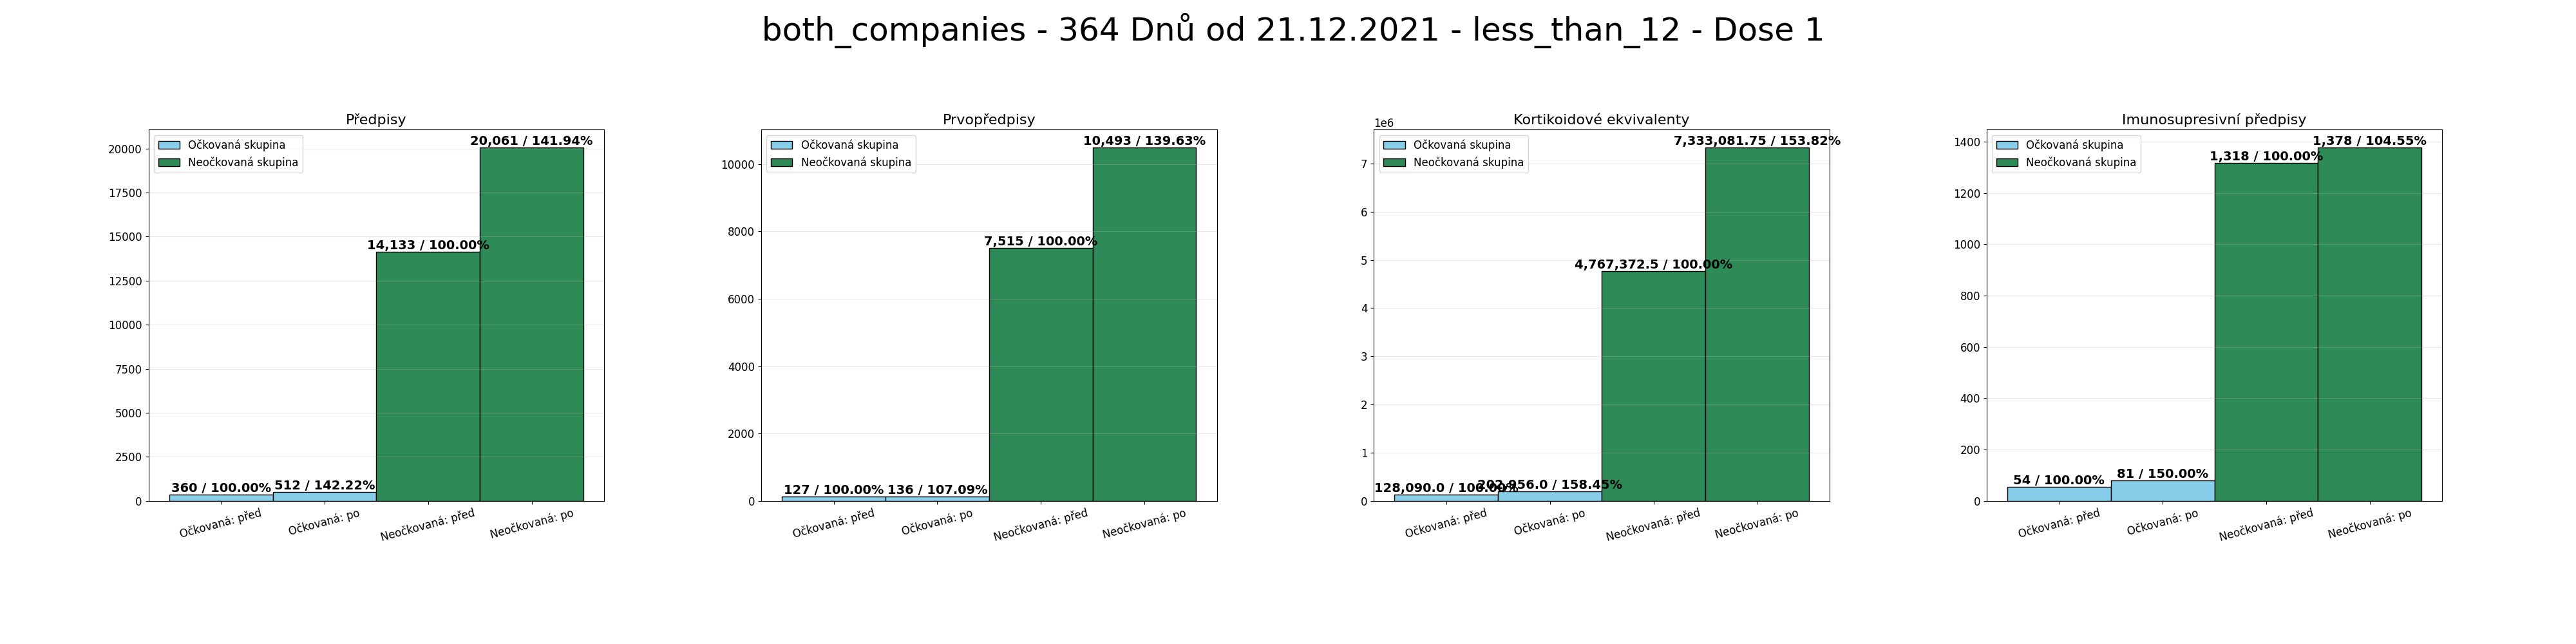 both_companies - 364 Dnů od 21.12.2021 - less_than_12 - Dose 1
Předpisy
Očkovaná skupina
Neočkovaná skupina
20000
17500
15000
12500
10000
7500
5000
2500
0
360 / 100.00%
512 / 142.22%
14,133 / 100.00%
20,061 / 141.94%
Očkovaná: před
Očkovaná: po
Neočkovaná: před
Neočkovaná: po
Prvopředpisy
Očkovaná skupina
Neočkovaná skupina
10000
8000
6000
4000
2000
0
127 / 100.00%
136 / 107.09%
7,515 / 100.00%
10,493 / 139.63%
Očkovaná: před
Očkovaná: po
Neočkovaná: před
Neočkovaná: po
Kortikoidové ekvivalenty
1e6
Očkovaná skupina
Neočkovaná skupina
7
6
5
4
3
2
1
0
128,090.0 / 100.00%
202,956.0 / 158.45%
4,767,372.5 / 100.00%
7,333,081.75 / 153.82%
Očkovaná: před
Očkovaná: po
Neočkovaná: před
Neočkovaná: po
Imunosupresivní předpisy
Očkovaná skupina
Neočkovaná skupina
1400
1200
1000
800
600
400
200
0
54 / 100.00%
81 / 150.00%
1,318 / 100.00%
1,378 / 104.55%
Očkovaná: před
Očkovaná: po
Neočkovaná: před
Neočkovaná: po